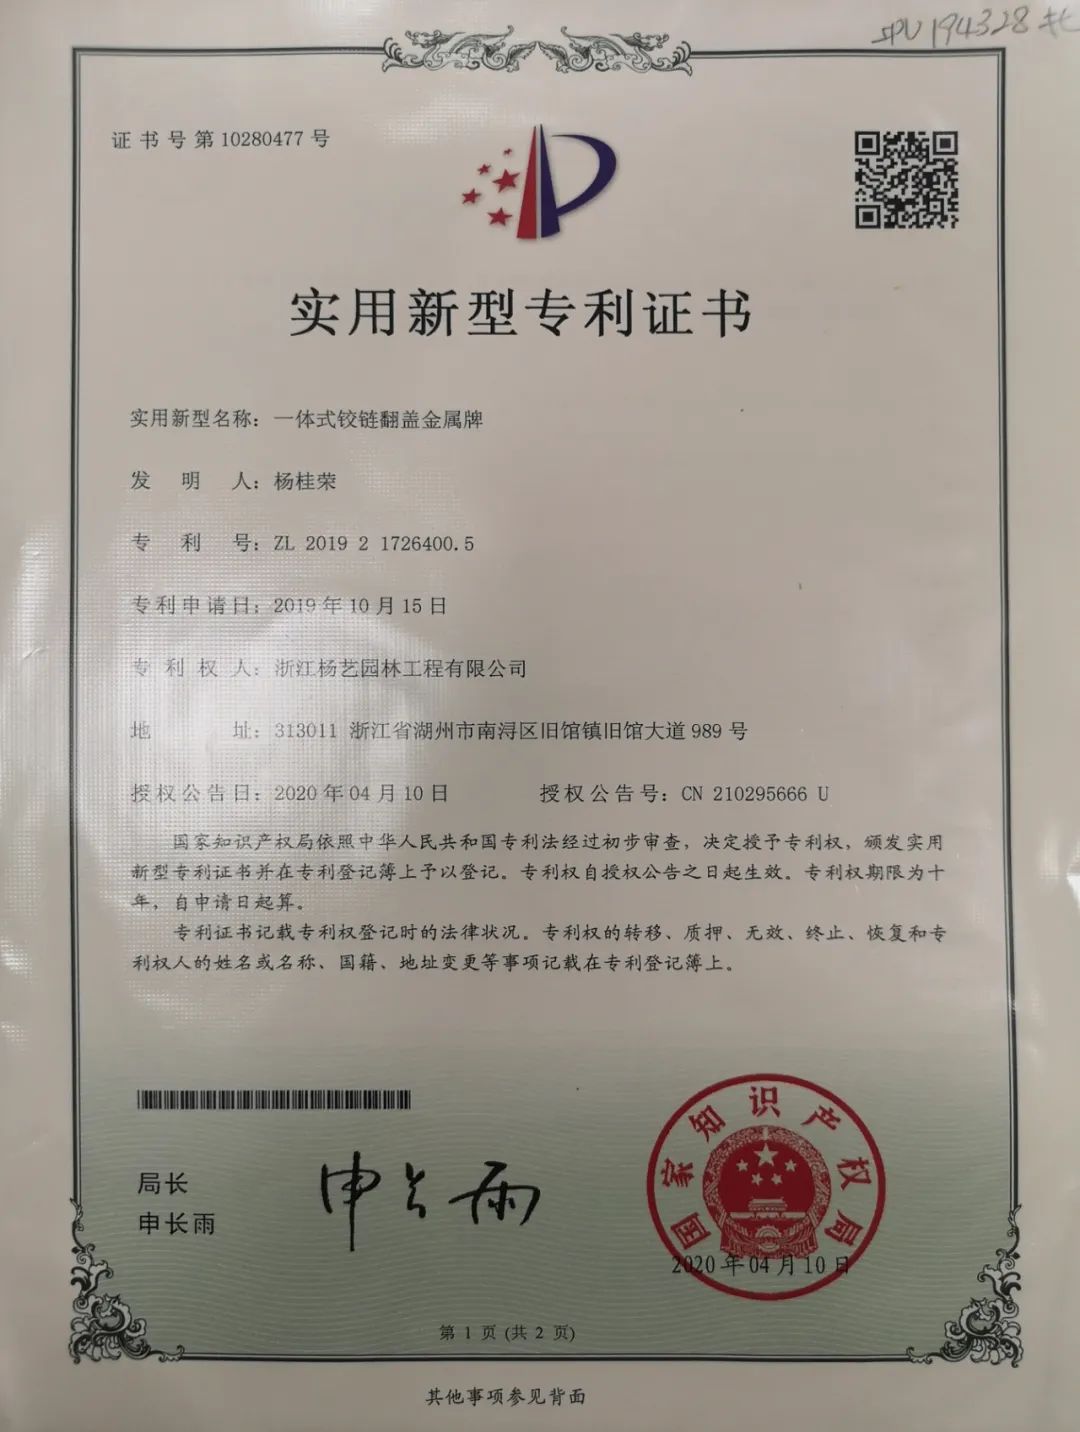 SPU194328
证书号第10280477号
实用新型专利证书
实用新型名称：一体式铰链翻盖金属牌
发明人：杨桂荣
专利号：ZL 2019 2 1726400.5
专利申请日：2019年10月15日
专利权人：浙江杨艺园林工程有限公司
地址：313011 浙江省湖州市南浔区旧馆镇旧馆大道989号
授权公告日：2020年04月10日 授权公告号：CN 210295666 U
国家知识产权局依照中华人民共和国专利法经过初步审查，决定授予专利权，颁发实用
新型专利证书并在专利登记簿上予以登记。专利权自授权公告之日起生效。专利权期限为十
年，自申请日起算。
专利证书记载专利权登记时的法律状况。专利权的转移、质押、无效、终止、恢复和专
利权人的姓名或名称、国籍、地址变更等事项记载在专利登记簿上。
局长
申长雨
申长雨
国家知识产权局
2020年04月10日
第 1 页 (共 2 页)
其他事项参见背面